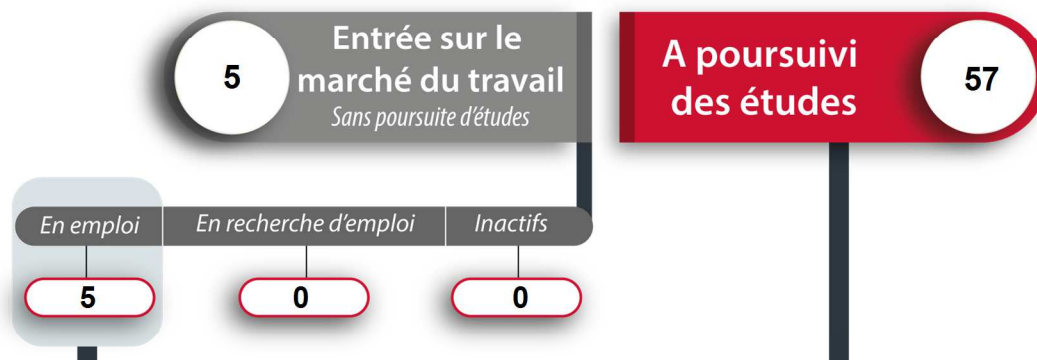 5
Entrée sur le
marché du travail
Sans poursuite d'études
A poursuivi
des études
57
En emploi
En recherche d'emploi
Inactifs
5
0
0